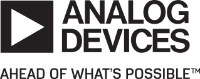 ANALOG
DEVICES
AHEAD OF WHAT'S POSSIBLE™